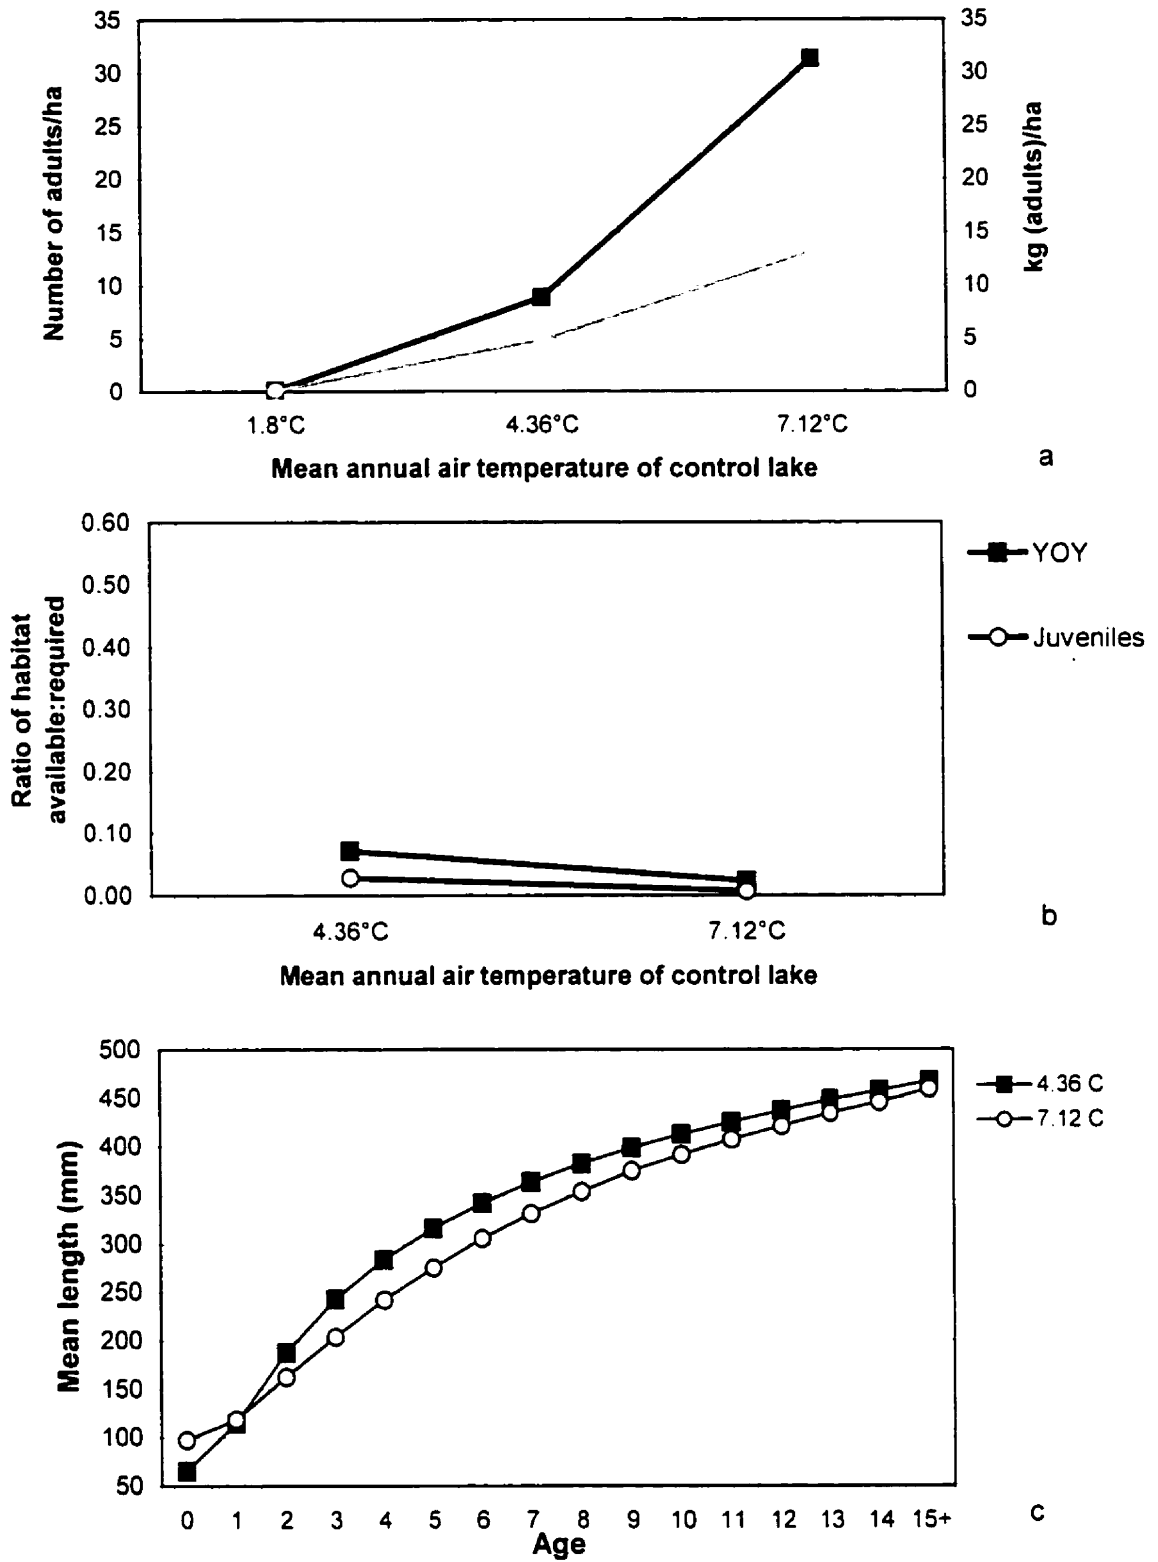 35 35
30 30
25 25
20 20
15 15
10 10
5 5
0 0
Number of adults/ha
kg (adults)/ha
1.8°C 4.36°C 7.12°C
Mean annual air temperature of control lake
a
0.60
0.50
0.40
0.30
0.20
0.10
0.00
Ratio of habitat
available:required
YOY
Juveniles
4.36°C 7.12°C
Mean annual air temperature of control lake
b
500
450
400
350
300
250
200
150
100
50
Mean length (mm)
4.36 C
7.12 C
0 1 2 3 4 5 6 7 8 9 10 11 12 13 14 15+
Age
c